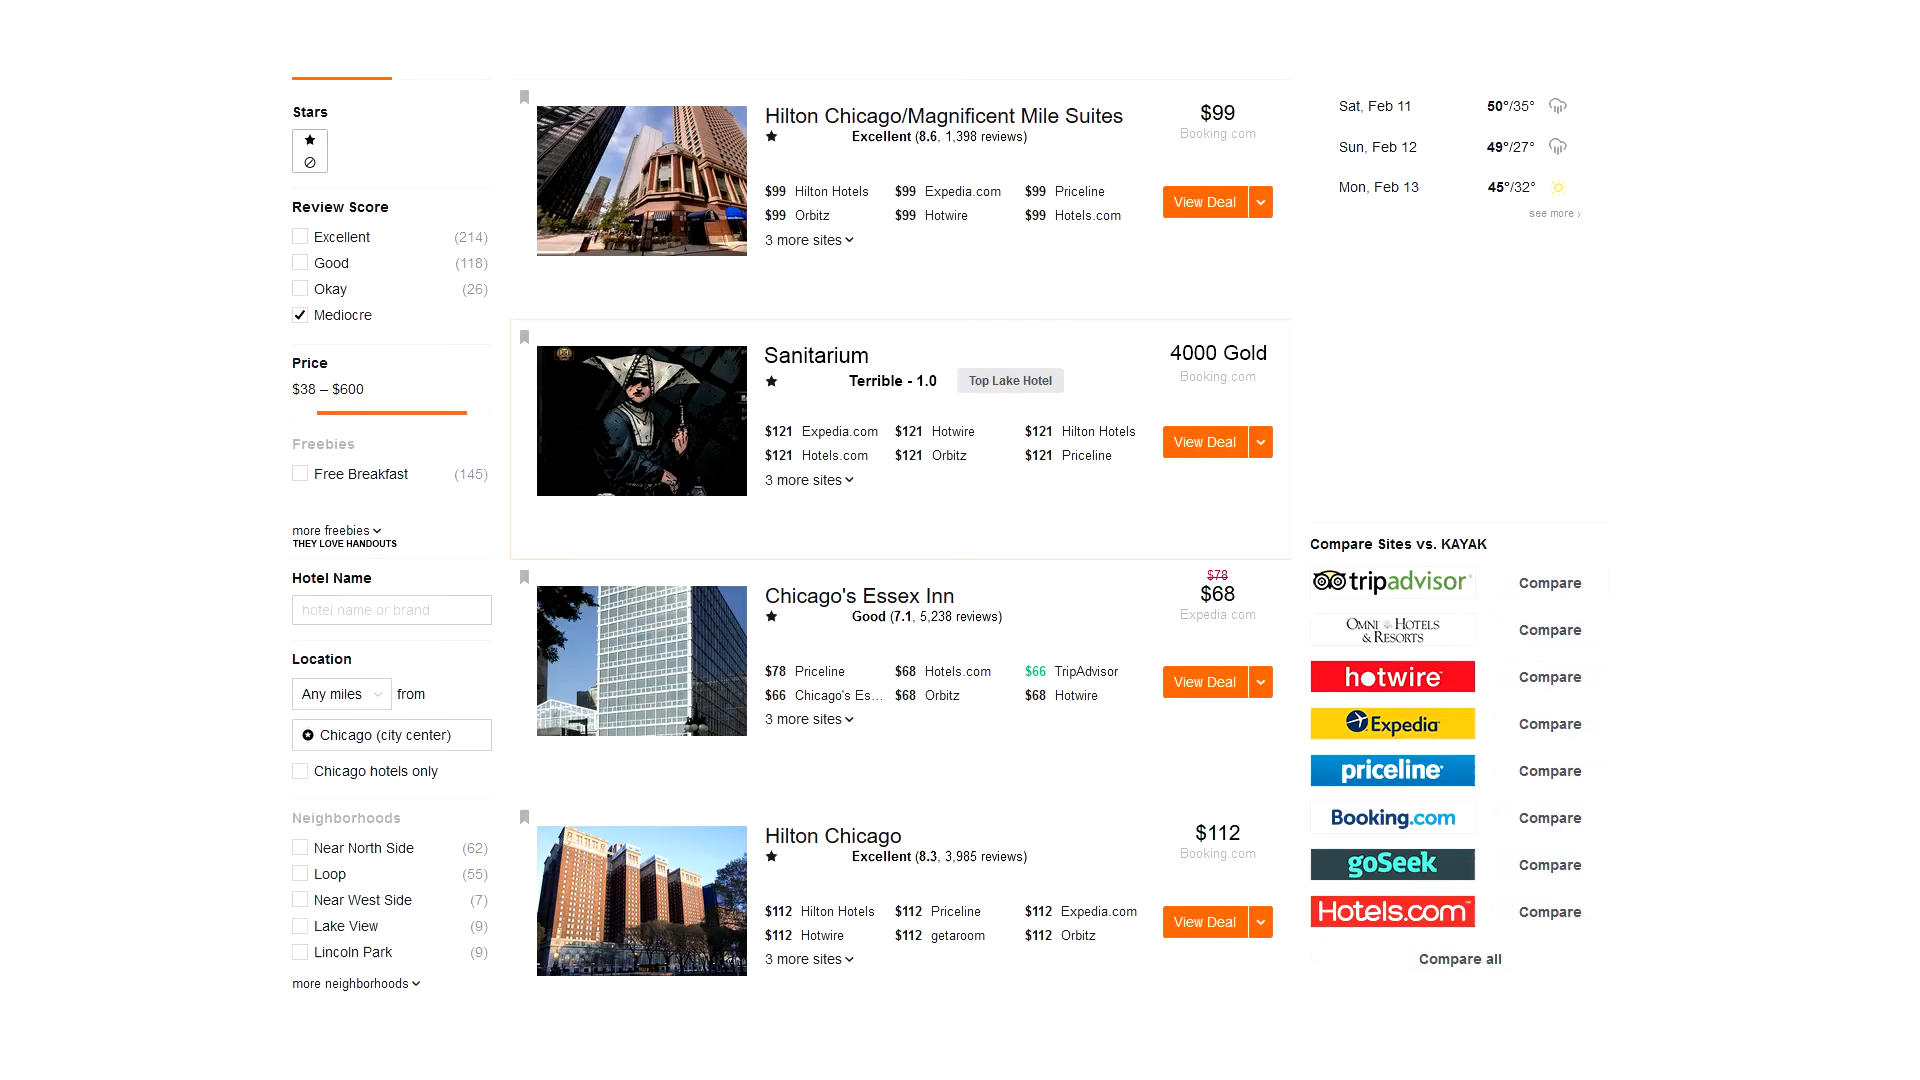 Stars
Review Score
Excellent (214)
Good (118)
Okay (26)
Mediocre
Price
$38 – $600
Freebies
Free Breakfast (145)
more freebies
THEY LOVE HANDOUTS
Hotel Name
hotel name or brand
Location
Any miles from
Chicago (city center)
Chicago hotels only
Neighborhoods
Near North Side (62)
Loop (55)
Near West Side (7)
Lake View (9)
Lincoln Park (9)
more neighborhoods
Hilton Chicago/Magnificent Mile Suites
Excellent (8.6, 1,398 reviews)
$99
Booking.com
$99 Hilton Hotels $99 Expedia.com $99 Priceline
$99 Orbitz $99 Hotwire $99 Hotels.com
3 more sites
View Deal
Sanitarium
Terrible - 1.0 Top Lake Hotel
4000 Gold
Booking.com
$121 Expedia.com $121 Hotwire $121 Hilton Hotels
$121 Hotels.com $121 Orbitz $121 Priceline
3 more sites
View Deal
Chicago's Essex Inn
Good (7.1, 5,238 reviews)
$78
$68
Expedia.com
$78 Priceline $68 Hotels.com $66 TripAdvisor
$66 Chicago's Es... $68 Orbitz $68 Hotwire
3 more sites
View Deal
Hilton Chicago
Excellent (8.3, 3,985 reviews)
$112
Booking.com
$112 Hilton Hotels $112 Priceline $112 Expedia.com
$112 Hotwire $112 getaroom $112 Orbitz
3 more sites
View Deal
Sat, Feb 11 50°/35°
Sun, Feb 12 49°/27°
Mon, Feb 13 45°/32°
see more ›
Compare Sites vs. KAYAK
tripadvisor Compare
OMNI HOTELS
& RESORTS Compare
hotwire Compare
Expedia Compare
priceline Compare
Booking.com Compare
goSeek Compare
Hotels.com Compare
Compare all